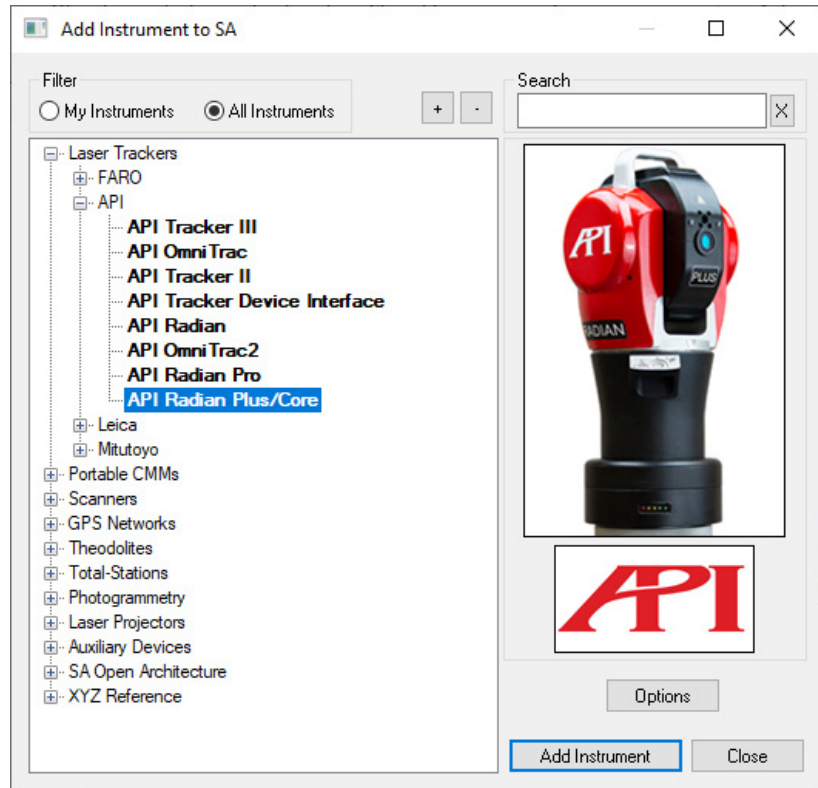 Add Instrument to SA
Filter
My Instruments
All Instruments
+
-
Search
X
Laser Trackers
FARO
API
API Tracker III
API OmniTrac
API Tracker II
API Tracker Device Interface
API Radian
API OmniTrac2
API Radian Pro
API Radian Plus/Core
Leica
Mitutoyo
Portable CMMs
Scanners
GPS Networks
Theodolites
Total-Stations
Photogrammetry
Laser Projectors
Auxiliary Devices
SA Open Architecture
XYZ Reference
API
PLUS
RADIAN
API
Options
Add Instrument
Close